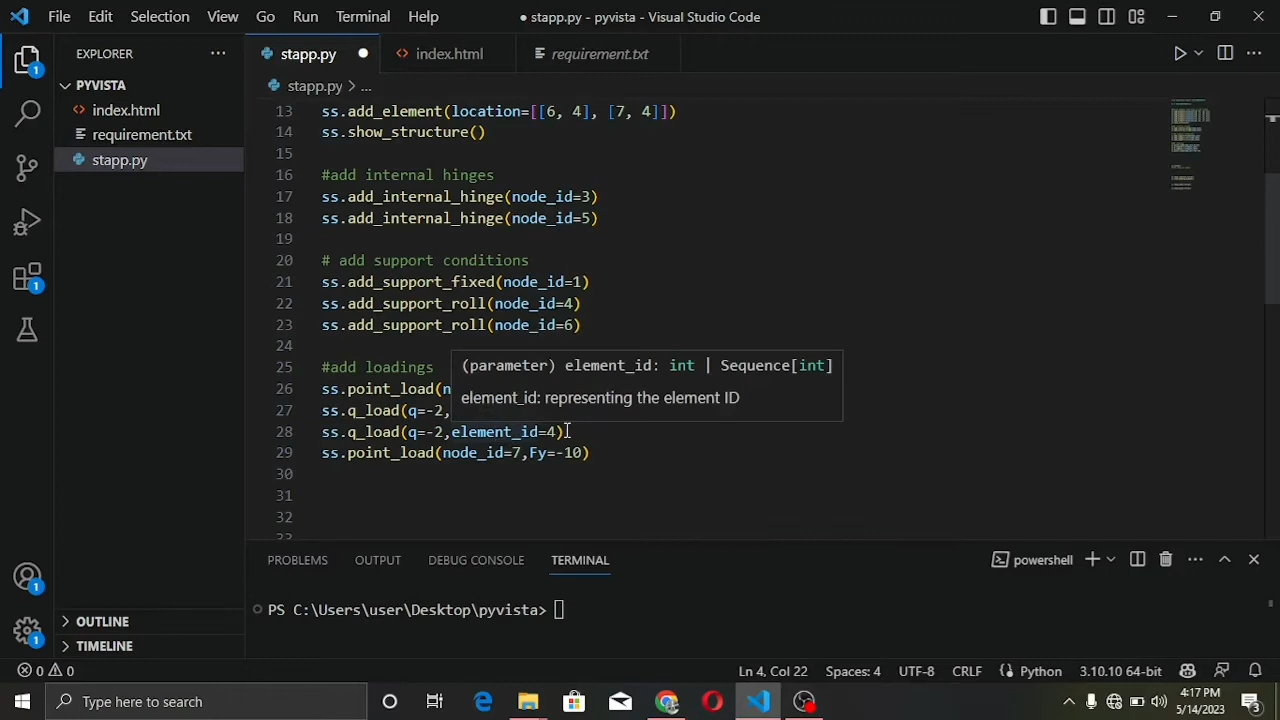 File Edit Selection View Go Run Terminal Help
● stapp.py - pyvista - Visual Studio Code
EXPLORER
stapp.py
index.html
requirement.txt
PYVISTA
stapp.py > ...
index.html
requirement.txt
stapp.py
13 ss.add_element(location=[[6, 4], [7, 4]])
14 ss.show_structure()
15
16 #add internal hinges
17 ss.add_internal_hinge(node_id=3)
18 ss.add_internal_hinge(node_id=5)
19
20 # add support conditions
21 ss.add_support_fixed(node_id=1)
22 ss.add_support_roll(node_id=4)
23 ss.add_support_roll(node_id=6)
24
25 #add loadings
(parameter) element_id: int | Sequence[int]
26 ss.point_load(n
element_id: representing the element ID
27 ss.q_load(q=-2,
28 ss.q_load(q=-2,element_id=4)
29 ss.point_load(node_id=7,Fy=-10)
30
31
32
33
PROBLEMS OUTPUT DEBUG CONSOLE TERMINAL
powershell
PS C:\Users\user\Desktop\pyvista>
OUTLINE
TIMELINE
1
1
1
1
0 0
Ln 4, Col 22 Spaces: 4 UTF-8 CRLF Python 3.10.10 64-bit
Type here to search
4:17 PM
5/14/2023
3